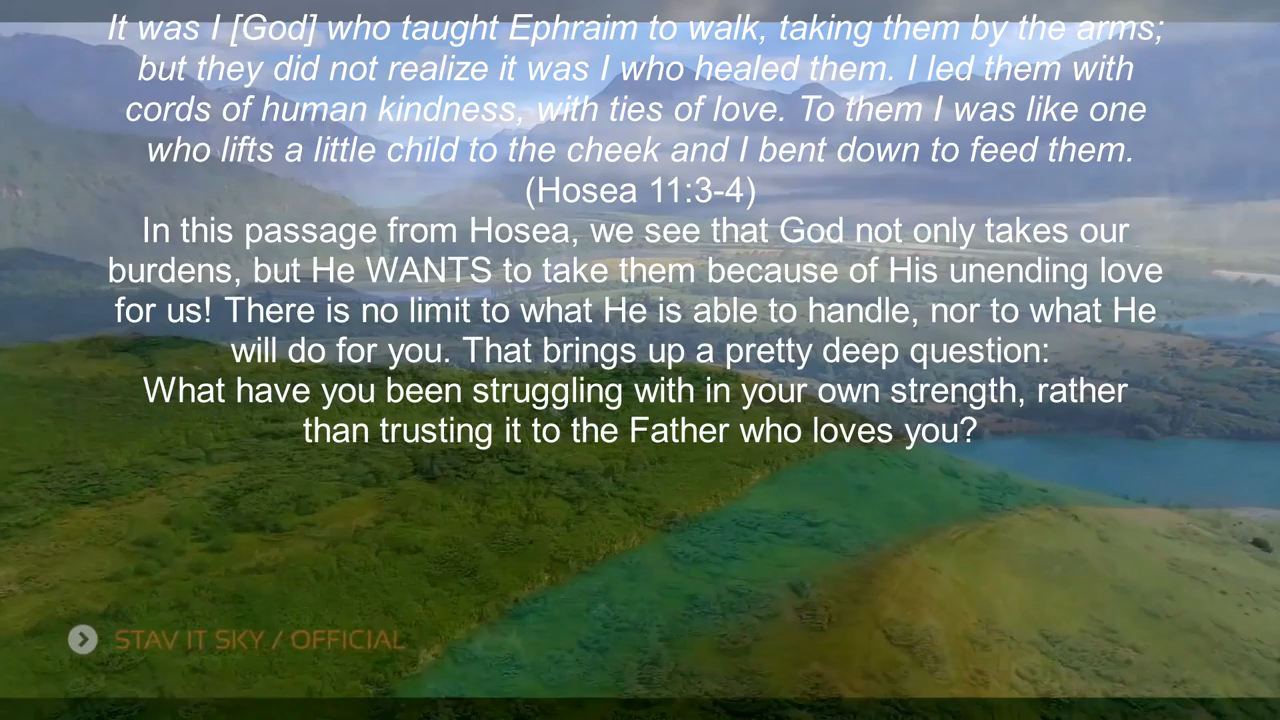 It was I [God] who taught Ephraim to walk, taking them by the arms;
but they did not realize it was I who healed them. I led them with
cords of human kindness, with ties of love. To them I was like one
who lifts a little child to the cheek and I bent down to feed them.
(Hosea 11:3-4)
In this passage from Hosea, we see that God not only takes our
burdens, but He WANTS to take them because of His unending love
for us! There is no limit to what He is able to handle, nor to what He
will do for you. That brings up a pretty deep question:
What have you been struggling with in your own strength, rather
than trusting it to the Father who loves you?
STAV IT SKY / OFFICIAL